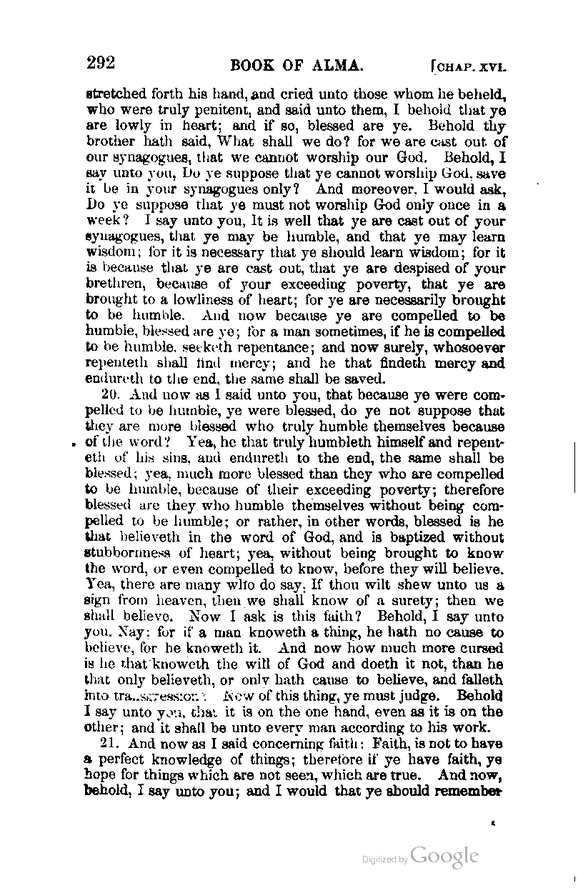 292 BOOK OF ALMA. [CHAP. XVI.
stretched forth his hand, and cried unto those whom he beheld,
who were truly penitent, and said unto them, I behold that ye
are lowly in heart; and if so, blessed are ye. Behold thy
brother hath said, What shall we do? for we are cast out of
our synagogues, that we cannot worship our God. Behold, I
say unto you, Do ye suppose that ye cannot worship God, save
it be in your synagogues only? And moreover, I would ask,
Do ye suppose that ye must not worship God only once in a
week? I say unto you, It is well that ye are cast out of your
synagogues, that ye may be humble, and that ye may learn
wisdom; for it is necessary that ye should learn wisdom; for it
is because that ye are cast out, that ye are despised of your
brethren, because of your exceeding poverty, that ye are
brought to a lowliness of heart; for ye are necessarily brought
to be humble. And now because ye are compelled to be
humble, blessed are ye; for a man sometimes, if he is compelled
to be humble, seeketh repentance; and now surely, whosoever
repenteth shall find mercy; and he that findeth mercy and
endureth to the end, the same shall be saved.
20. And now as I said unto you, that because ye were com-
pelled to be humble, ye were blessed, do ye not suppose that
they are more blessed who truly humble themselves because
of the word? Yea, he that truly humbleth himself and repent-
eth of his sins, and endureth to the end, the same shall be
blessed; yea, much more blessed than they who are compelled
to be humble, because of their exceeding poverty; therefore
blessed are they who humble themselves without being com-
pelled to be humble; or rather, in other words, blessed is he
that believeth in the word of God, and is baptized without
stubbornness of heart; yea, without being brought to know
the word, or even compelled to know, before they will believe.
Yea, there are many who do say, If thou wilt shew unto us a
sign from heaven, then we shall know of a surety; then we
shall believe. Now I ask is this faith? Behold, I say unto
you, Nay; for if a man knoweth a thing, he hath no cause to
believe, for he knoweth it. And now how much more cursed
is he that knoweth the will of God and doeth it not, than he
that only believeth, or only hath cause to believe, and falleth
into transgression? Now of this thing, ye must judge. Behold
I say unto you, that it is on the one hand, even as it is on the
other; and it shall be unto every man according to his work.
21. And now as I said concerning faith: Faith, is not to have
a perfect knowledge of things; therefore if ye have faith, ye
hope for things which are not seen, which are true. And now,
behold, I say unto you; and I would that ye should remember
Digitized by Google